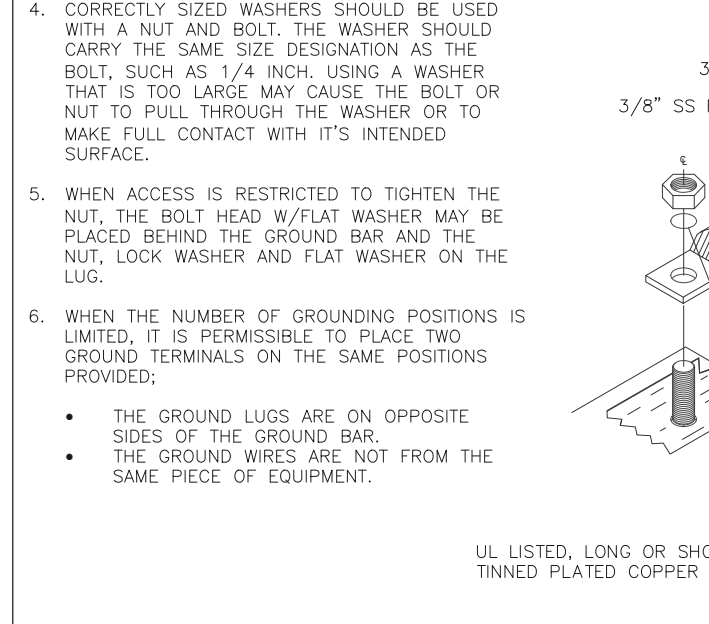 4. CORRECTLY SIZED WASHERS SHOULD BE USED
WITH A NUT AND BOLT. THE WASHER SHOULD
CARRY THE SAME SIZE DESIGNATION AS THE
BOLT, SUCH AS 1/4 INCH. USING A WASHER
THAT IS TOO LARGE MAY CAUSE THE BOLT OR
NUT TO PULL THROUGH THE WASHER OR TO
MAKE FULL CONTACT WITH IT'S INTENDED
SURFACE.
5. WHEN ACCESS IS RESTRICTED TO TIGHTEN THE
NUT, THE BOLT HEAD W/FLAT WASHER MAY BE
PLACED BEHIND THE GROUND BAR AND THE
NUT, LOCK WASHER AND FLAT WASHER ON THE
LUG.
6. WHEN THE NUMBER OF GROUNDING POSITIONS IS
LIMITED, IT IS PERMISSIBLE TO PLACE TWO
GROUND TERMINALS ON THE SAME POSITIONS
PROVIDED;
• THE GROUND LUGS ARE ON OPPOSITE
SIDES OF THE GROUND BAR.
• THE GROUND WIRES ARE NOT FROM THE
SAME PIECE OF EQUIPMENT.
3
3/8" SS
℄
UL LISTED, LONG OR SHO
TINNED PLATED COPPER